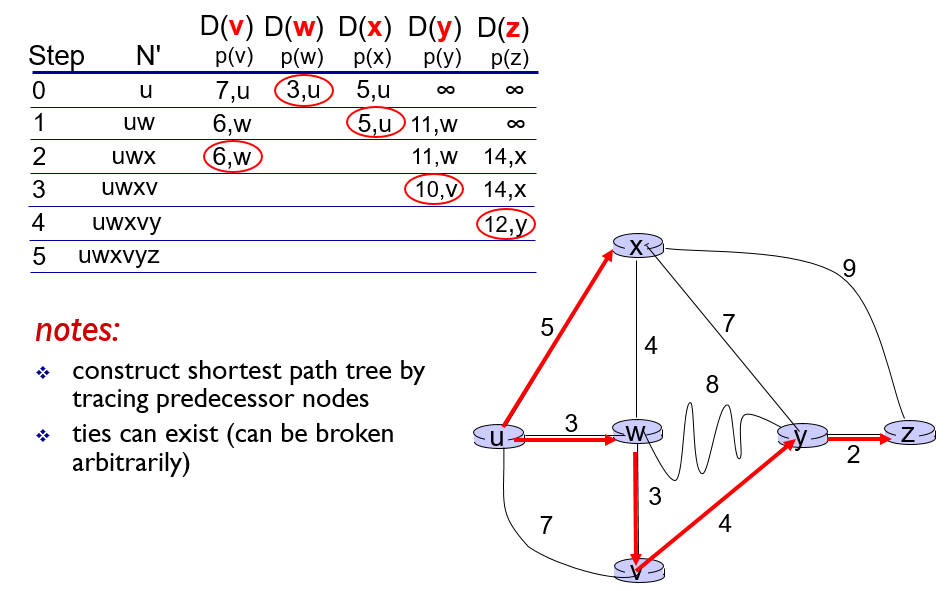 D(v) D(w) D(x) D(y) D(z)
Step N' p(v) p(w) p(x) p(y) p(z)
0 u 7,u 3,u 5,u ∞ ∞
1 uw 6,w 5,u 11,w ∞
2 uwx 6,w 11,w 14,x
3 uwxv 10,v 14,x
4 uwxvy 12,y
5 uwxvyz
notes:
construct shortest path tree by
tracing predecessor nodes
ties can exist (can be broken
arbitrarily)
x
9
5
7
4
8
3
u
w
y
z
2
3
4
7
v